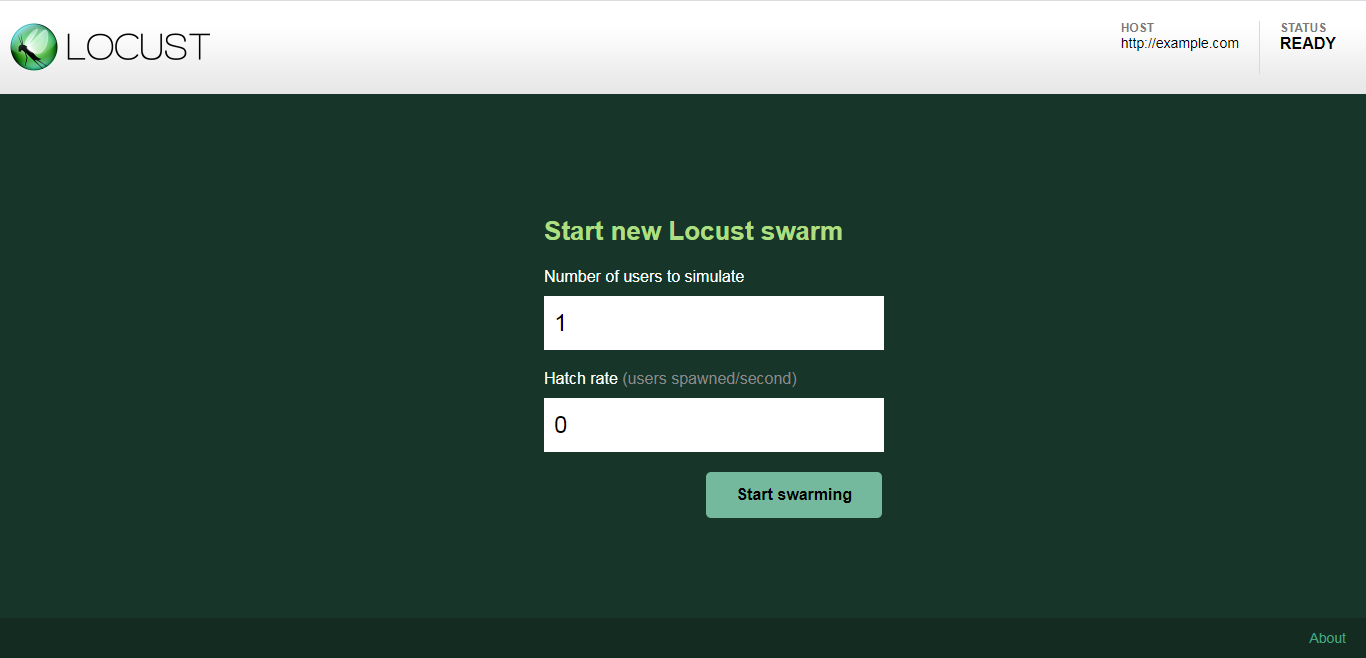 LOCUST
HOST
http://example.com
STATUS
READY
Start new Locust swarm
Number of users to simulate
1
Hatch rate (users spawned/second)
0
Start swarming
About